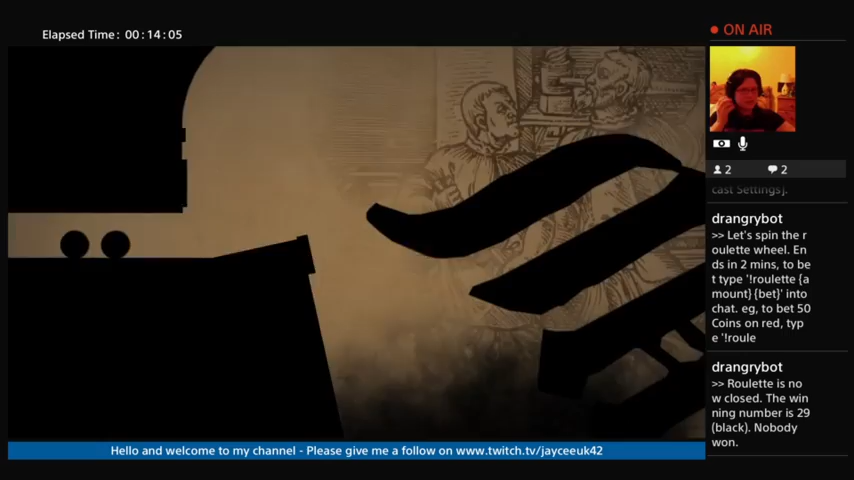 Elapsed Time: 00:14:05
ON AIR
2
2
cast Settings].
drangrybot
>> Let's spin the r
oulette wheel. En
ds in 2 mins, to be
t type '!roulette {a
mount} {bet}' into
chat. eg, to bet 50
Coins on red, typ
e '!roule
drangrybot
>> Roulette is no
w closed. The win
ning number is 29
(black). Nobody
won.
Hello and welcome to my channel - Please give me a follow on www.twitch.tv/jayceeuk42